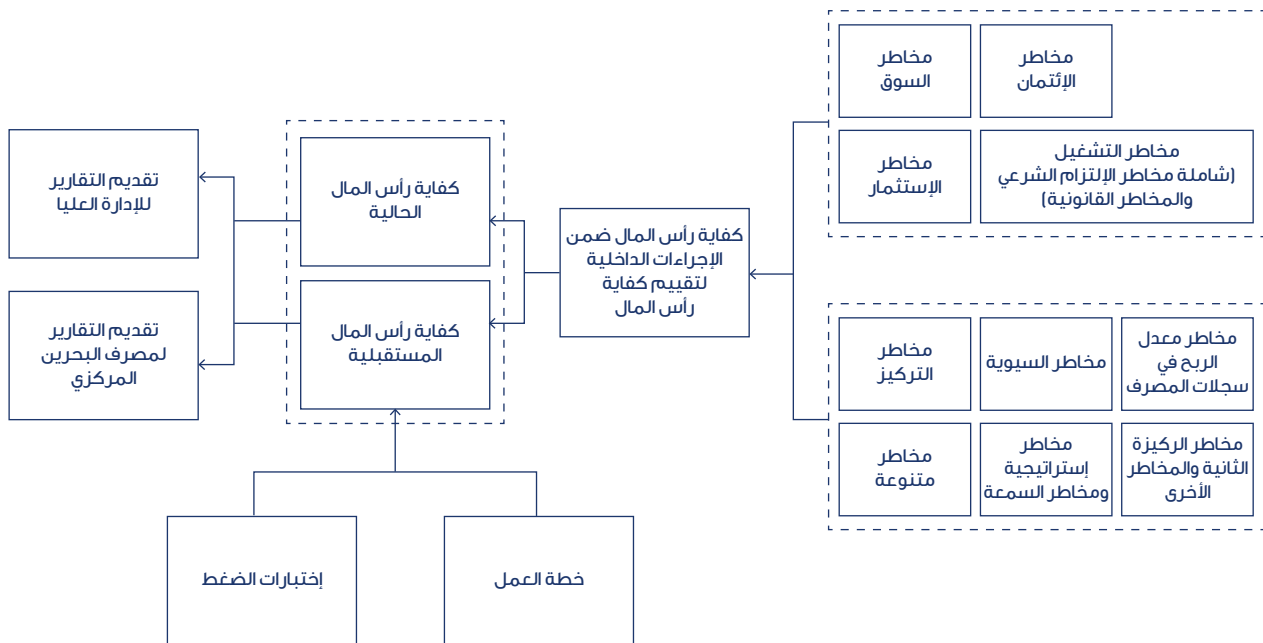 مخاطر
الإئتمان
مخاطر
السوق
مخاطر التشغيل
(شاملة مخاطر الإلتزام الشرعي
والمخاطر القانونية)
مخاطر
الإستثمار
مخاطر معدل
الربح في
سجلات المصرف
مخاطر السيوية
مخاطر
التركيز
مخاطر الركيزة
الثانية والمخاطر
الأخرى
مخاطر
إستراتيجية
ومخاطر السمعة
مخاطر
متنوعة
كفاية رأس المال ضمن
الإجراءات الداخلية
لتقييم كفاية
رأس المال
كفاية رأس المال
الحالية
كفاية رأس المال
المستقبلية
تقديم التقارير
للإدارة العليا
تقديم التقارير
لمصرف البحرين
المركزي
خطة العمل
إختبارات الضغط